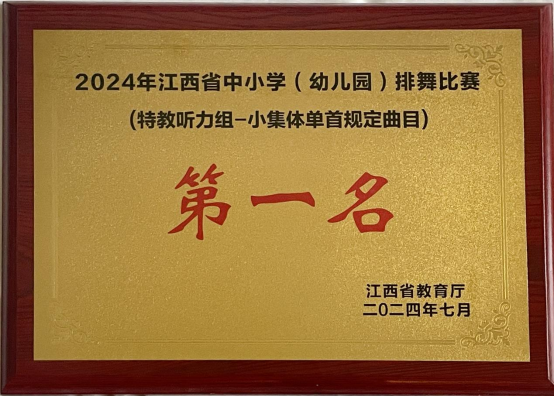 2024年江西省中小学（幼儿园）排舞比赛
(特教听力组-小集体单首规定曲目)
第一名
江西省教育厅
二〇二四年七月